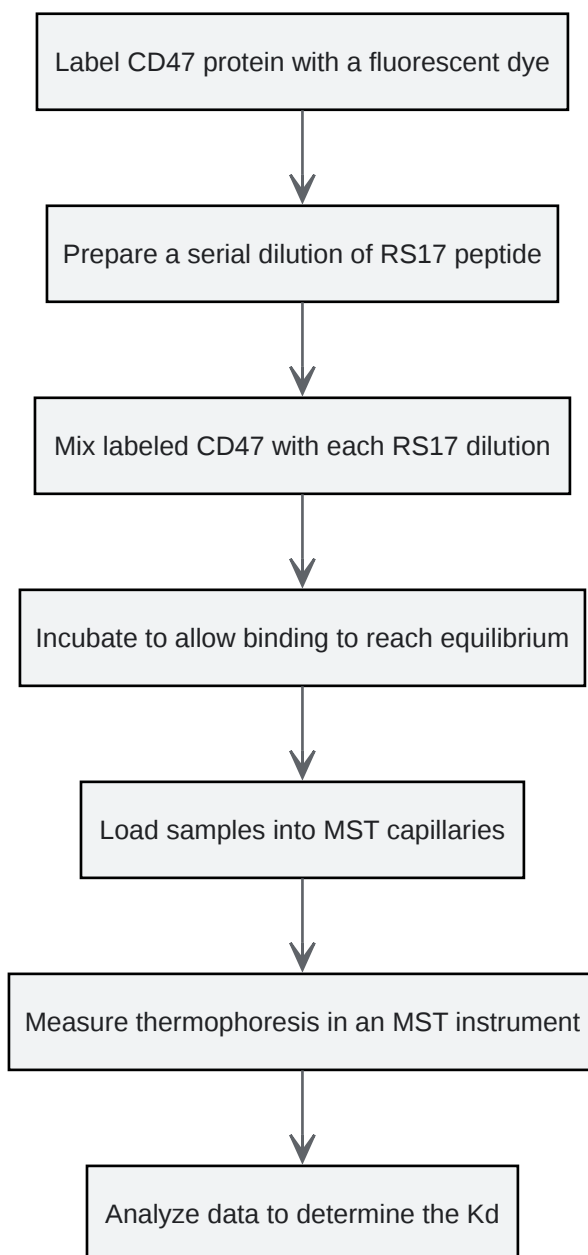 Label CD47 protein with a fluorescent dye
Prepare a serial dilution of RS17 peptide
Mix labeled CD47 with each RS17 dilution
Incubate to allow binding to reach equilibrium
Load samples into MST capillaries
Measure thermophoresis in an MST instrument
Analyze data to determine the Kd